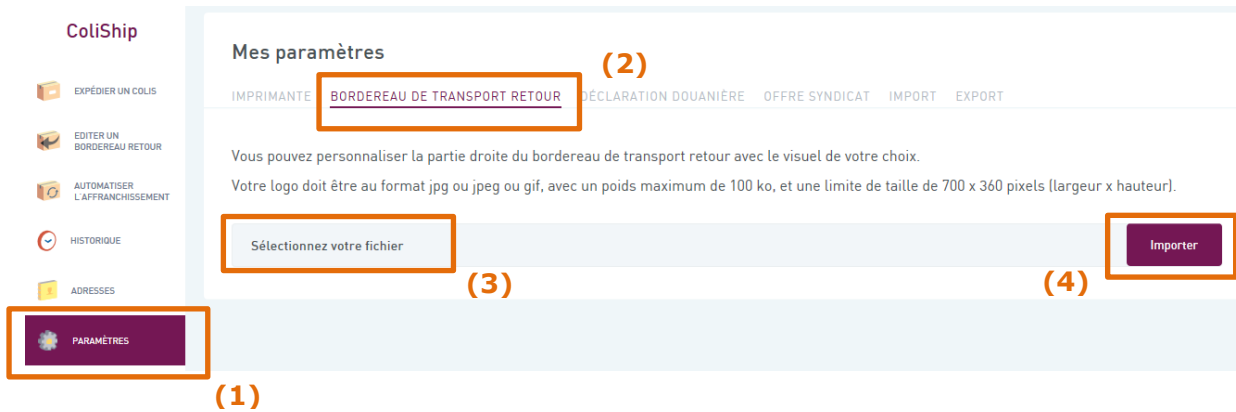 ColiShip
EXPÉDIER UN COLIS
EDITER UN
BORDEREAU RETOUR
AUTOMATISER
L'AFFRANCHISSEMENT
HISTORIQUE
ADRESSES
PARAMÈTRES
(1)
Mes paramètres
(2)
IMPRIMANTE BORDEREAU DE TRANSPORT RETOUR DÉCLARATION DOUANIÈRE OFFRE SYNDICAT IMPORT EXPORT
Vous pouvez personnaliser la partie droite du bordereau de transport retour avec le visuel de votre choix.
Votre logo doit être au format jpg ou jpeg ou gif, avec un poids maximum de 100 ko, et une limite de taille de 700 x 360 pixels (largeur x hauteur).
Sélectionnez votre fichier Importer
(3) (4)